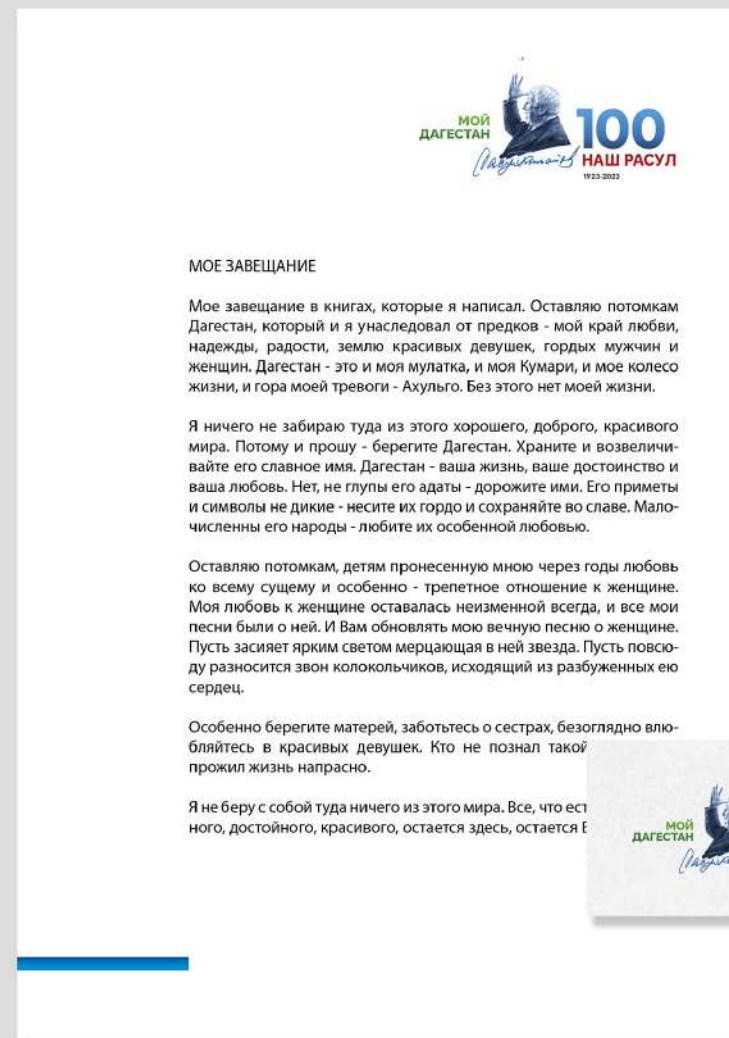 МОЙ
ДАГЕСТАН
100
НАШ РАСУЛ
1923-2023
МОЕ ЗАВЕЩАНИЕ
Мое завещание в книгах, которые я написал. Оставляю потомкам
Дагестан, который и я унаследовал от предков - мой край любви,
надежды, радости, землю красивых девушек, гордых мужчин и
женщин. Дагестан - это и моя мулатка, и моя Кумари, и мое колесо
жизни, и гора моей тревоги - Ахульго. Без этого нет моей жизни.
Я ничего не забираю туда из этого хорошего, доброго, красивого
мира. Потому и прошу - берегите Дагестан. Храните и возвеличи-
вайте его славное имя. Дагестан - ваша жизнь, ваше достоинство и
ваша любовь. Нет, не глупы его адаты - дорожите ими. Его приметы
и символы не дикие - несите их гордо и сохраняйте во славе. Мало-
численны его народы - любите их особенной любовью.
Оставляю потомкам, детям пронесенную мною через годы любовь
ко всему сущему и особенно - трепетное отношение к женщине.
Моя любовь к женщине оставалась неизменной всегда, и все мои
песни были о ней. И Вам обновлять мою вечную песню о женщине.
Пусть засияет ярким светом мерцающая в ней звезда. Пусть повсю-
ду разносится звон колокольчиков, исходящий из разбуженных ею
сердец.
Особенно берегите матерей, заботьтесь о сестрах, безоглядно влю-
бляйтесь в красивых девушек. Кто не познал такой
прожил жизнь напрасно.
Я не беру с собой туда ничего из этого мира. Все, что ест
ного, достойного, красивого, остается здесь, остается
МОЙ
ДАГЕСТАН